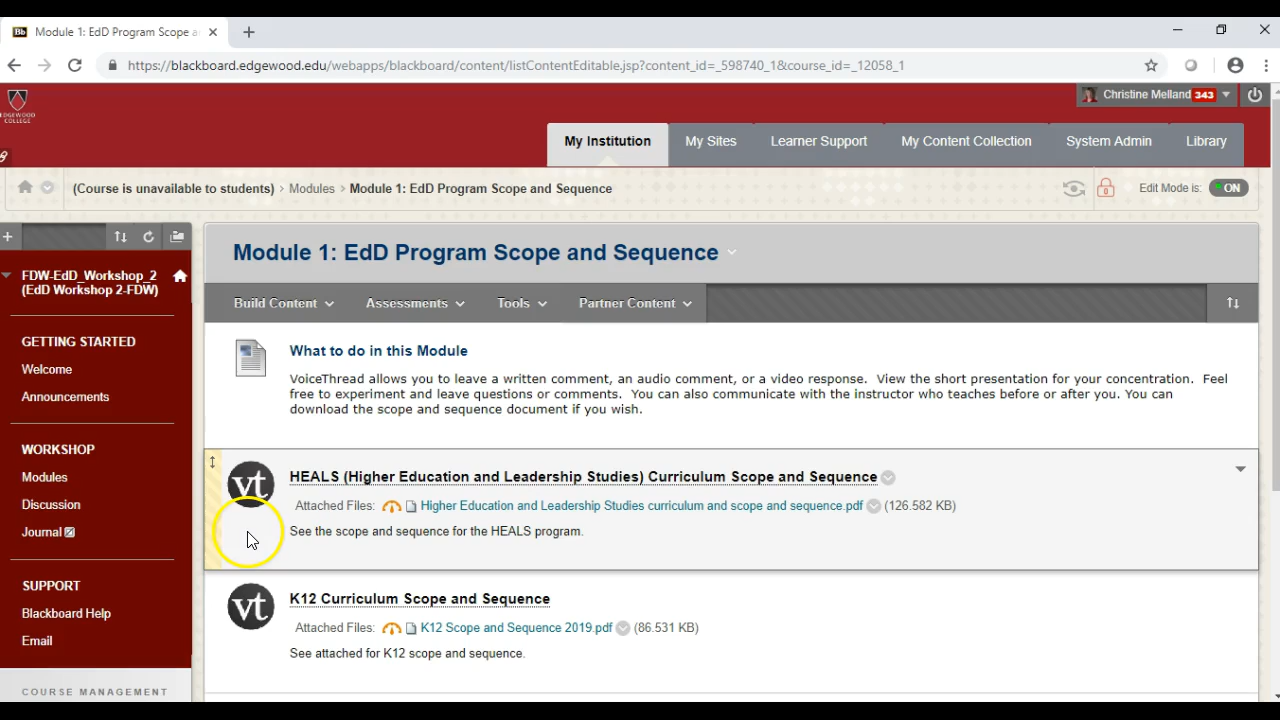 Bb Module 1: EdD Program Scope a
https://blackboard.edgewood.edu/webapps/blackboard/content/listContentEditable.jsp?content_id=_598740_1&course_id=_12058_1
Christine Melland 343
COLLEGE
My Institution My Sites Learner Support My Content Collection System Admin Library
(Course is unavailable to students) Modules Module 1: EdD Program Scope and Sequence Edit Mode is: ON
FDW-EdD_Workshop_2
(EdD Workshop 2-FDW)
GETTING STARTED
Welcome
Announcements
WORKSHOP
Modules
Discussion
Journal
SUPPORT
Blackboard Help
Email
COURSE MANAGEMENT
Module 1: EdD Program Scope and Sequence
Build Content Assessments Tools Partner Content
What to do in this Module
VoiceThread allows you to leave a written comment, an audio comment, or a video response. View the short presentation for your concentration. Feel
free to experiment and leave questions or comments. You can also communicate with the instructor who teaches before or after you. You can
download the scope and sequence document if you wish.
vt HEALS (Higher Education and Leadership Studies) Curriculum Scope and Sequence
Attached Files: Higher Education and Leadership Studies curriculum and scope and sequence.pdf (126.582 KB)
See the scope and sequence for the HEALS program.
vt K12 Curriculum Scope and Sequence
Attached Files: K12 Scope and Sequence 2019.pdf (86.531 KB)
See attached for K12 scope and sequence.